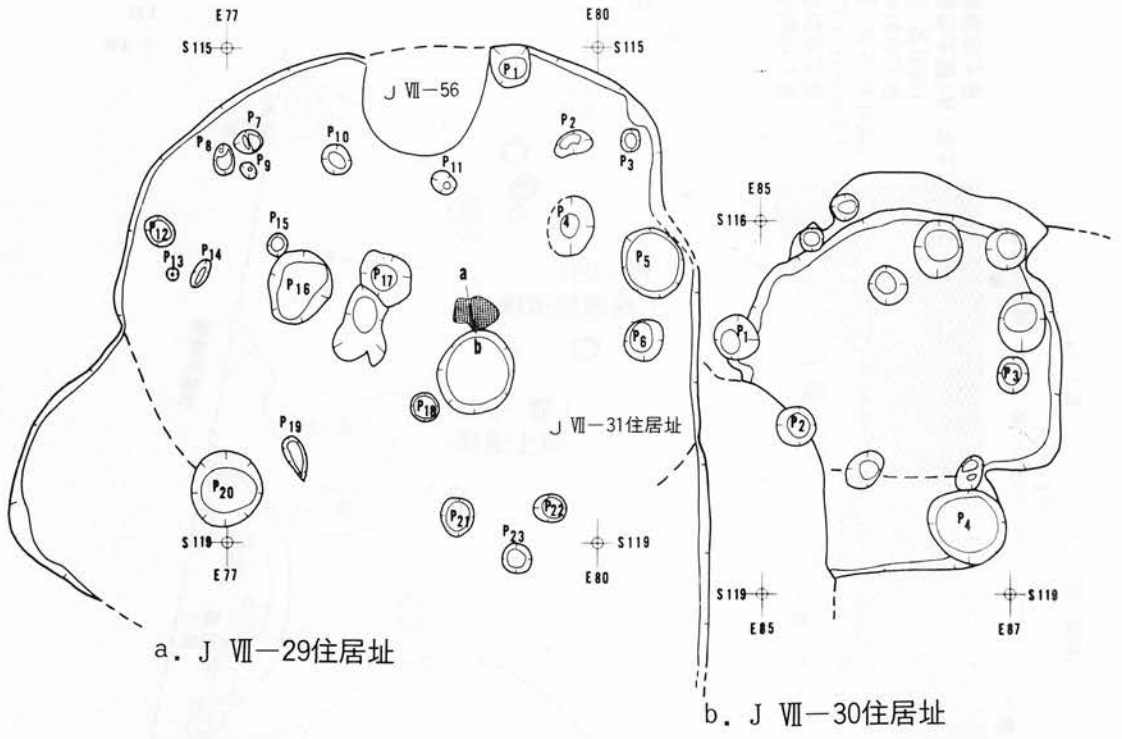 E77
S115
E80
S115
J Ⅶ—56
P1
P2
P3
P4
P5
P6
P7
P8
P9
P10
P11
P12
P13
P14
P15
P16
P17
a
b
P18
J Ⅶ—31住居址
P19
P20
P21
P22
P23
S119
E77
S119
E80
a. J Ⅶ—29住居址
E85
S116
P1
P2
P3
P4
S119
E85
S119
E87
b. J Ⅶ—30住居址